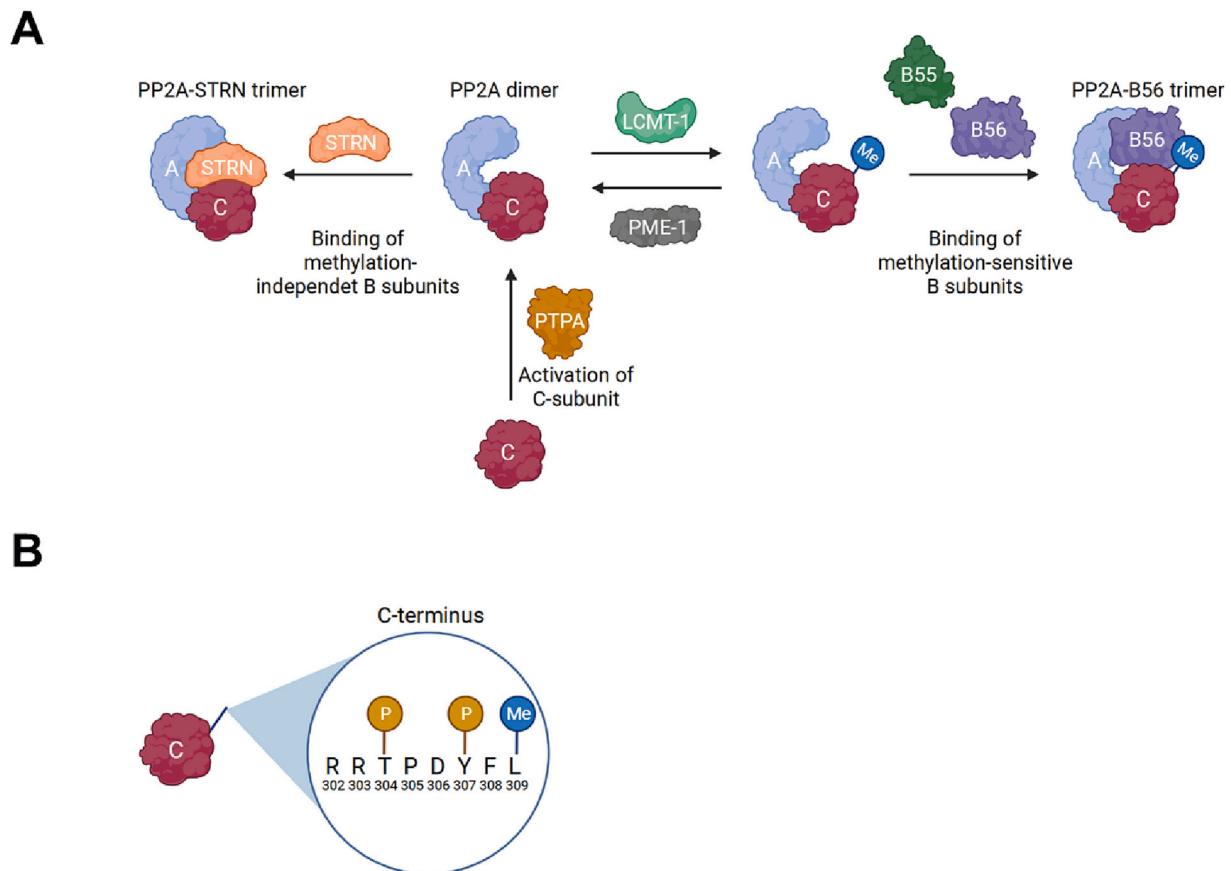 A
PP2A-STRN trimer
A
STRN
C
STRN
Binding of
methylation-
independet B subunits
PP2A dimer
A
C
LCMT-1
PME-1
PTPA
Activation of
C-subunit
C
A
C
Me
B55
B56
Binding of
methylation-sensitive
B subunits
PP2A-B56 trimer
A
B56
Me
C
B
C
C-terminus
P P Me
R R T P D Y F L
302 303 304 305 306 307 308 309